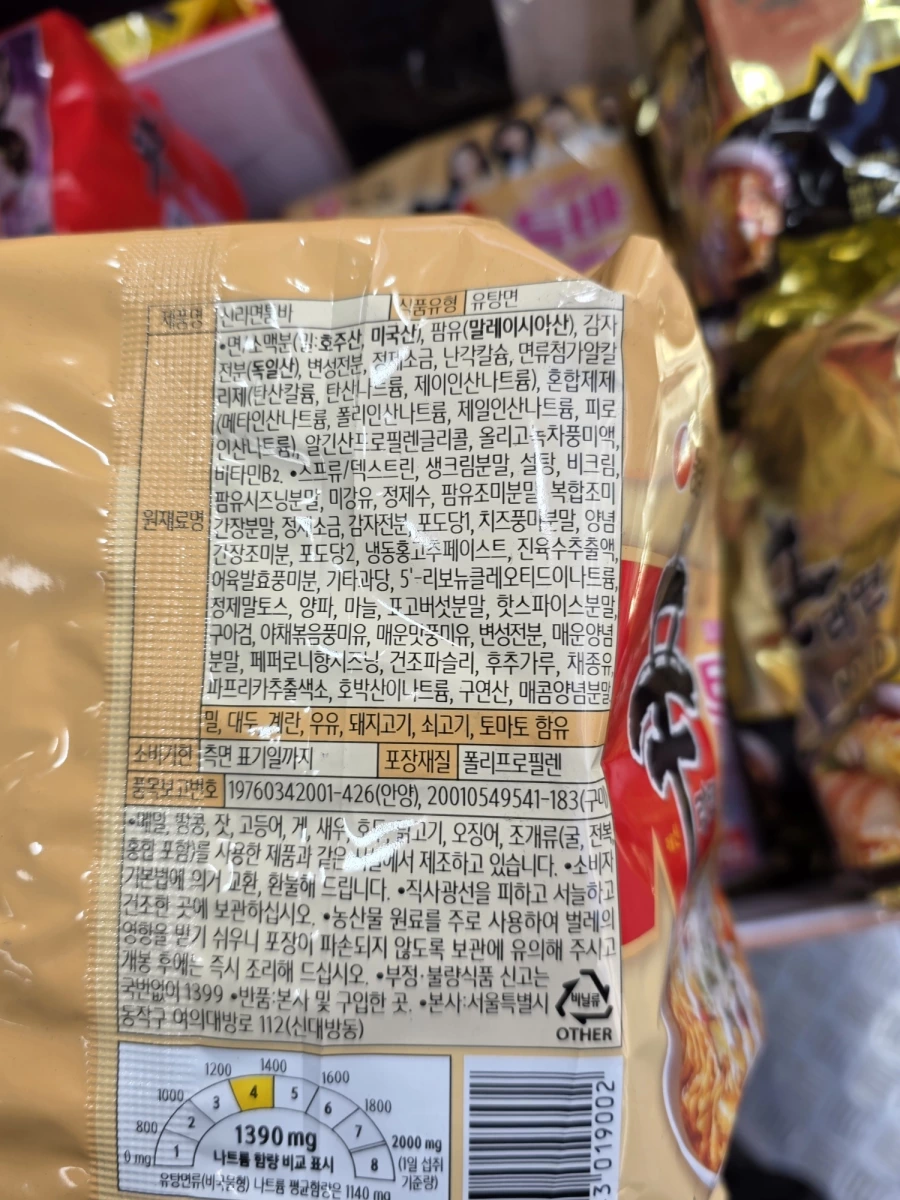 툼바
제품명 신라면툼바 식품유형 유탕면
원재료명
•면/소맥분(밀:호주산, 미국산), 팜유(말레이시아산), 감자
전분(독일산), 변성전분, 정제소금, 난각칼슘, 면류첨가알칼
리제(탄산칼륨, 탄산나트륨, 제이인산나트륨), 혼합제제
(메타인산나트륨, 폴리인산나트륨, 제일인산나트륨, 피로
인산나트륨), 알긴산프로필렌글리콜, 올리고녹차풍미액,
비타민B2. •스프류/덱스트린, 생크림분말, 설탕, 비크림,
팜유시즈닝분말, 미강유, 정제수, 팜유조미분말, 복합조미
간장분말, 정제소금, 감자전분, 포도당1, 치즈풍미분말, 양념
간장조미분, 포도당2, 냉동홍고추페이스트, 진육수추출액,
어육발효풍미분, 기타과당, 5'-리보뉴클레오티드이나트륨,
정제말토스, 양파, 마늘, 표고버섯분말, 핫스파이스분말,
구아검, 야채볶음풍미유, 매운맛풍미유, 변성전분, 매운양념
분말, 페퍼로니향시즈닝, 건조파슬리, 후추가루, 채종유,
파프리카추출색소, 호박산이나트륨, 구연산, 매콤양념분말
밀, 대두, 계란, 우유, 돼지고기, 쇠고기, 토마토 함유
소비기한 측면 표기일까지 포장재질 폴리프로필렌
품목보고번호 19760342001-426(안양), 20010549541-183(구미)
•메밀, 땅콩, 잣, 고등어, 게, 새우, 호두, 닭고기, 오징어, 조개류(굴, 전복,
홍합 포함)를 사용한 제품과 같은 시설에서 제조하고 있습니다. •소비자
기본법에 의거 교환, 환불해 드립니다. •직사광선을 피하고 서늘하고
건조한 곳에 보관하십시오. •농산물 원료를 주로 사용하여 벌레의
영향을 받기 쉬우니 포장이 파손되지 않도록 보관에 유의해 주시고
개봉 후에는 즉시 조리해 드십시오. •부정·불량식품 신고는
국번없이 1399 •반품:본사 및 구입한 곳. •본사:서울특별시
동작구 여의대방로 112(신대방동)
비닐류
OTHER
0 mg 800 1000 1200 1400 1600 1800 2000 mg
1 2 3 4 5 6 7 8
(1일 섭취
기준량)
1390 mg
나트륨 함량 비교 표시
유탕면류(비국물형) 나트륨 평균함량은 1140 mg
31019002
辛